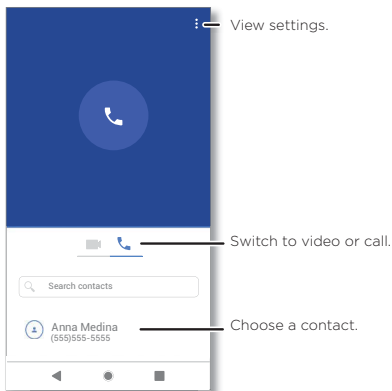 View settings.
Switch to video or call.
Search contacts
Anna Medina
(555)555-5555
Choose a contact.